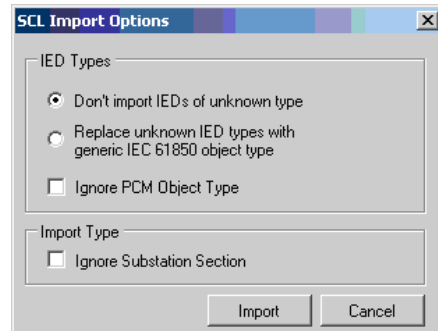 SCL Import Options
IED Types
Don't import IEDs of unknown type
Replace unknown IED types with
generic IEC 61850 object type
Ignore PCM Object Type
Import Type
Ignore Substation Section
Import
Cancel